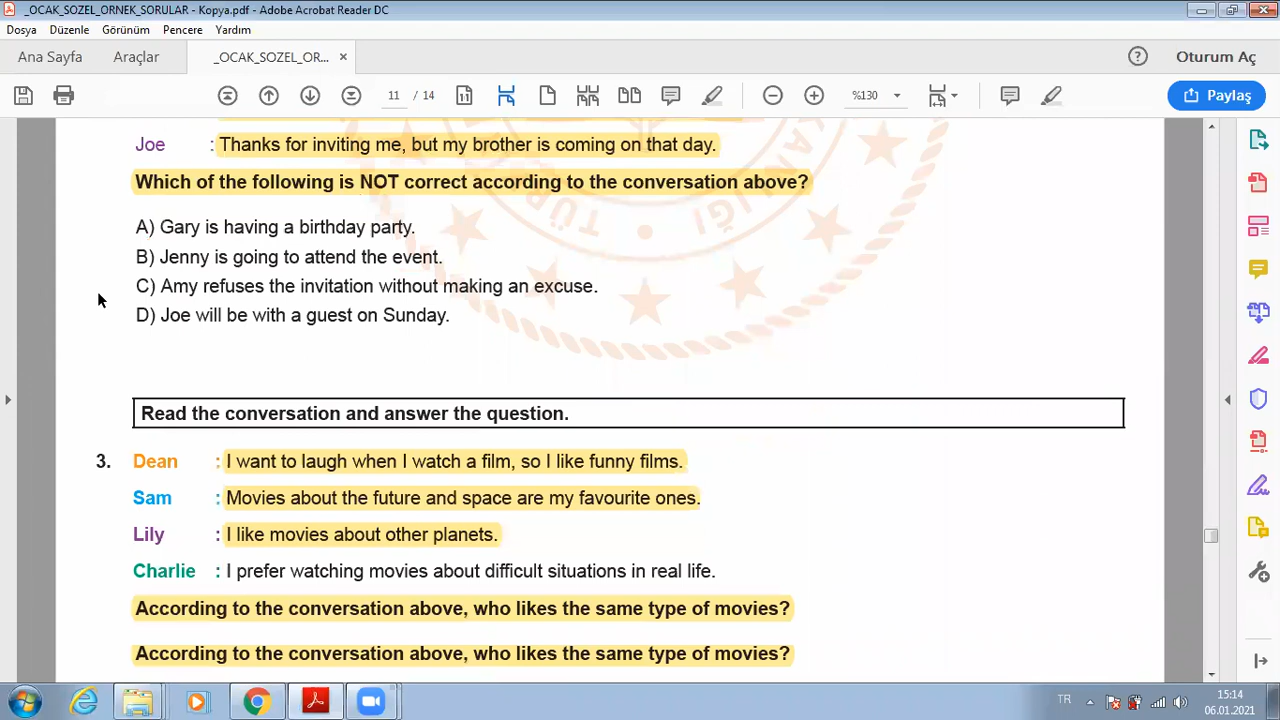 _OCAK_SOZEL_ORNEK_SORULAR - Kopya.pdf - Adobe Acrobat Reader DC
Dosya Düzenle Görünüm Pencere Yardım
Ana Sayfa Araçlar _OCAK_SOZEL_OR... × Oturum Aç
11 / 14 %130 Paylaş
Joe : Thanks for inviting me, but my brother is coming on that day.
Which of the following is NOT correct according to the conversation above?
A) Gary is having a birthday party.
B) Jenny is going to attend the event.
C) Amy refuses the invitation without making an excuse.
D) Joe will be with a guest on Sunday.
Read the conversation and answer the question.
3. Dean : I want to laugh when I watch a film, so I like funny films.
Sam : Movies about the future and space are my favourite ones.
Lily : I like movies about other planets.
Charlie : I prefer watching movies about difficult situations in real life.
According to the conversation above, who likes the same type of movies?
According to the conversation above, who likes the same type of movies?
TR 15:14
06.01.2021